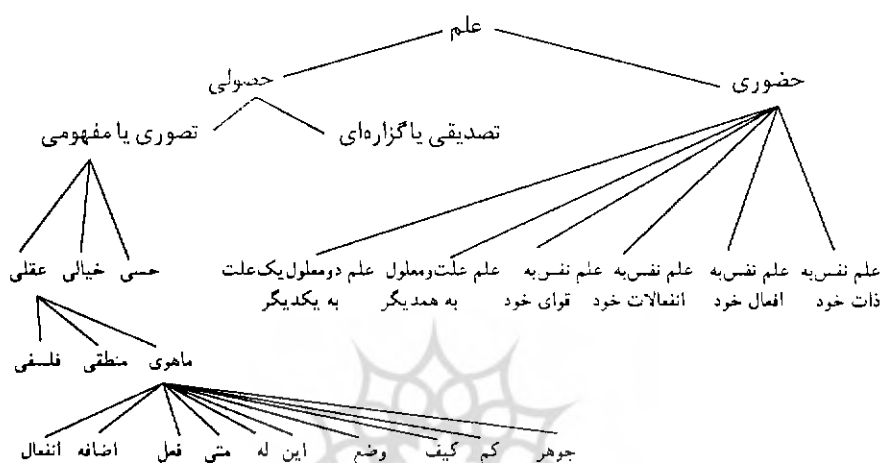 علم
حضوری حصولی
تصدیقی یا گزاره‌ای تصوری یا مفهومی
حسی خیالی عقلی
علم نفس به ذات خود
علم نفس به افعال خود
علم نفس به انفعالات خود
علم نفس به قوای خود
علم علت و معلول به همدیگر
علم دو معلول یک علت به یکدیگر
ماهوی منطقی فلسفی
جوهر کم کیف وضع این له متی فعل اضافه انفعال